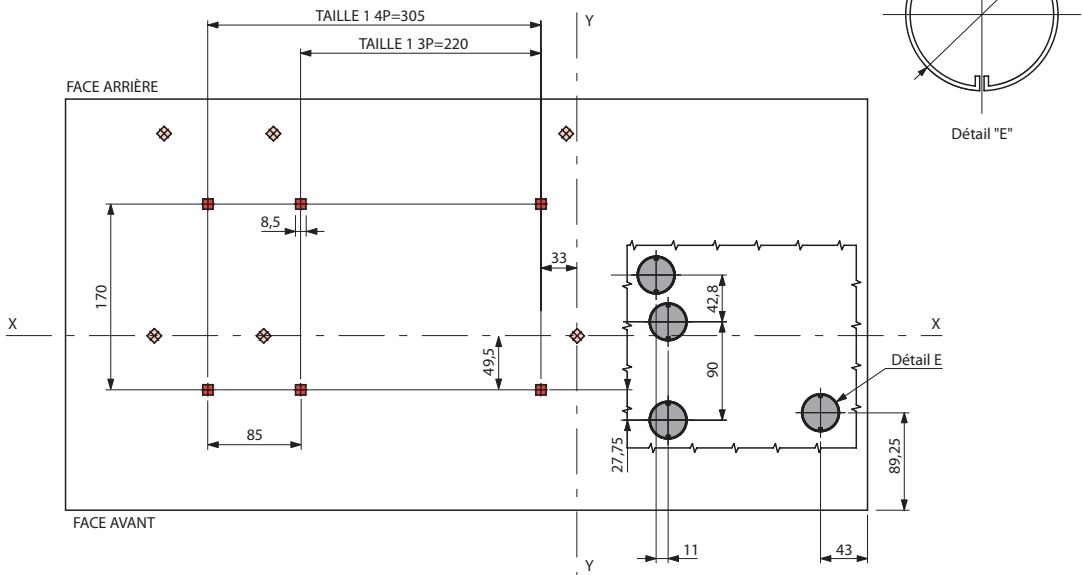 TAILLE 1 4P=305
Y
TAILLE 1 3P=220
FACE ARRIÈRE
Détail "E"
8,5
33
170
42,8
X
X
49,5
90
Détail E
85
27,75
89,25
FACE AVANT
11
43
Y